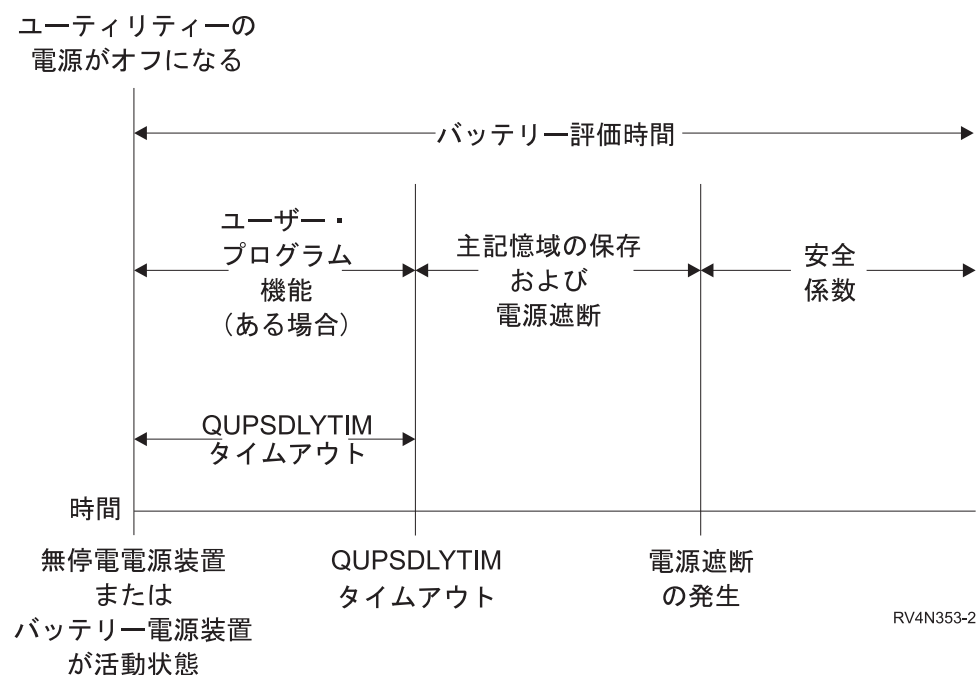 ユーティリティーの
電源がオフになる
バッテリー評価時間
ユーザー・
プログラム
機能
(ある場合)
主記憶域の保存
および
電源遮断
安全
係数
QUPSDLYTIM
タイムアウト
時間
無停電電源装置
または
バッテリー電源装置
が活動状態
QUPSDLYTIM
タイムアウト
電源遮断
の発生
RV4N353-2